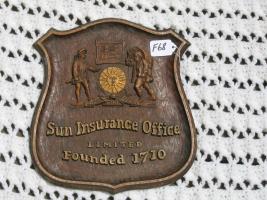 F68
Sun Insurance Office
LIMITED
Founded 1710